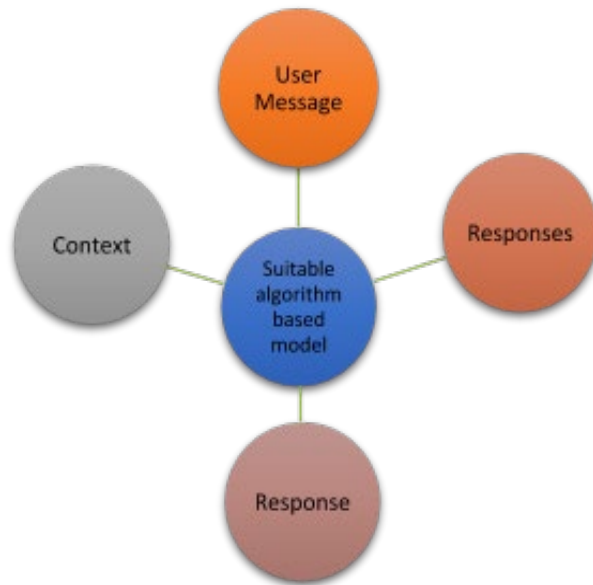 User
Message
Context
Responses
Suitable
algorithm
based
model
Response